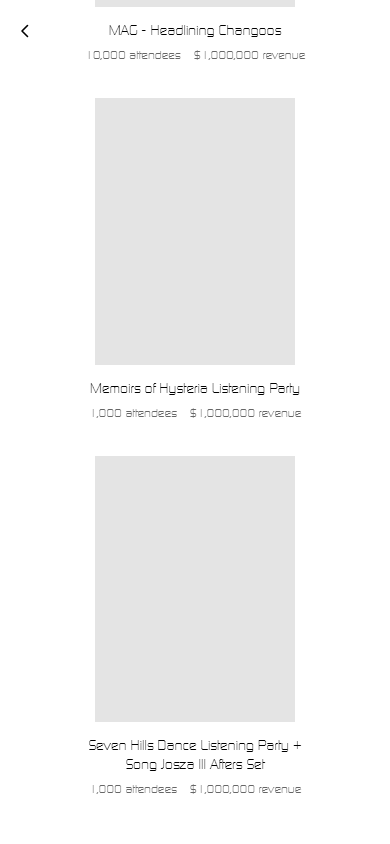 MAG - Headlining Changoos
10,000 attendees $1,000,000 revenue
Memoirs of Hysteria Listening Party
1,000 attendees $1,000,000 revenue
Seven Hills Dance Listening Party +
Song Josza III Afters Set
1,000 attendees $1,000,000 revenue